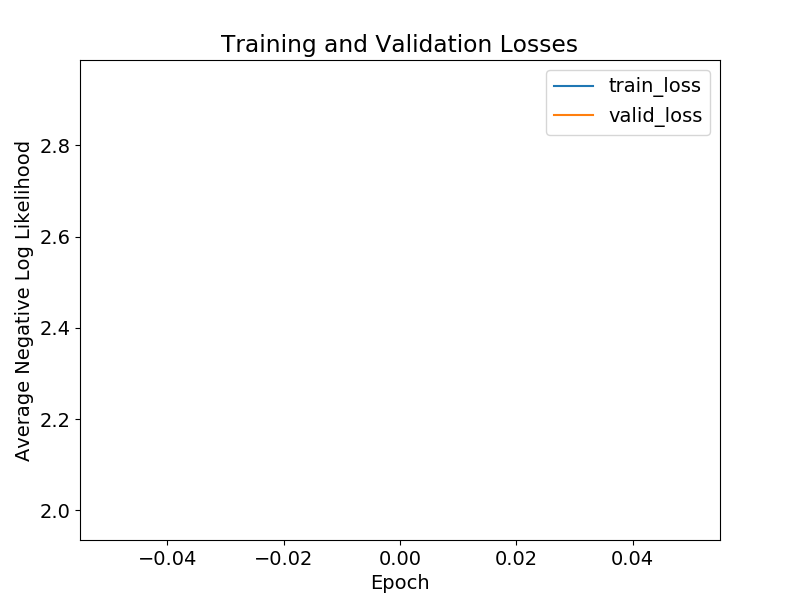 Training and Validation Losses
train_loss
valid_loss
Average Negative Log Likelihood
2.8
2.6
2.4
2.2
2.0
−0.04
−0.02
0.00
0.02
0.04
Epoch